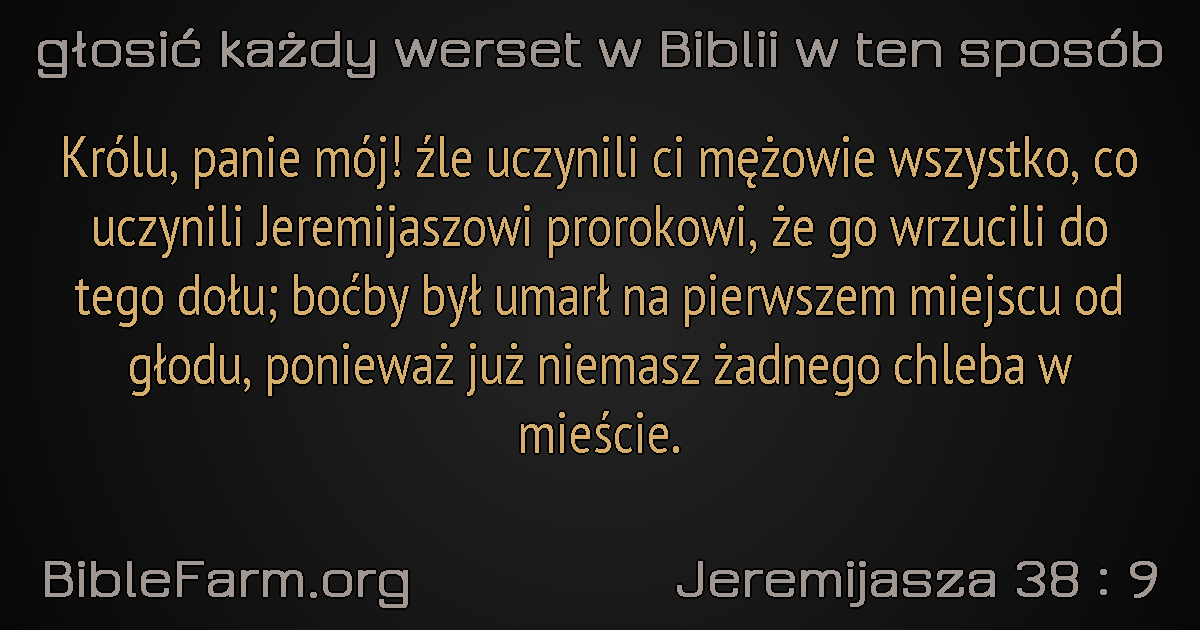 głosić każdy werset w Biblii w ten sposób
Królu, panie mój! źle uczynili ci mężowie wszystko, co
uczynili Jeremijaszowi prorokowi, że go wrzucili do
tego dołu; boćby był umarł na pierwszem miejscu od
głodu, ponieważ już niemasz żadnego chleba w
mieście.
BibleFarm.org
Jeremijasza 38 : 9